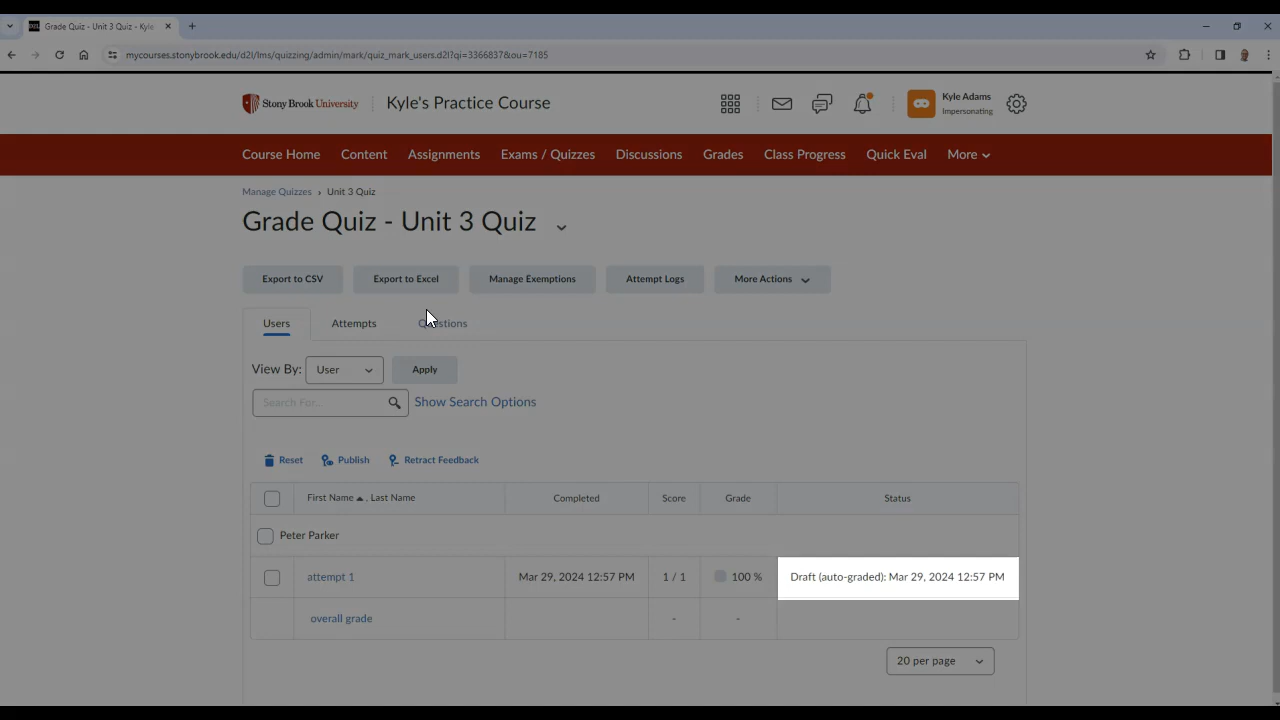 Grade Quiz - Unit 3 Quiz - Kyle
mycourses.stonybrook.edu/d2l/lms/quizzing/admin/mark/quiz_mark_users.d2l?qi=3366837&ou=7185
Stony Brook University
Kyle's Practice Course
Kyle Adams
Impersonating
Course Home Content Assignments Exams / Quizzes Discussions Grades Class Progress Quick Eval More
Manage Quizzes › Unit 3 Quiz
Grade Quiz - Unit 3 Quiz
Export to CSV Export to Excel Manage Exemptions Attempt Logs More Actions
Users Attempts Questions
View By: User Apply
Search For... Show Search Options
Reset Publish Retract Feedback
First Name , Last Name Completed Score Grade Status
Peter Parker
attempt 1 Mar 29, 2024 12:57 PM 1 / 1 100 % Draft (auto-graded): Mar 29, 2024 12:57 PM
overall grade - -
20 per page